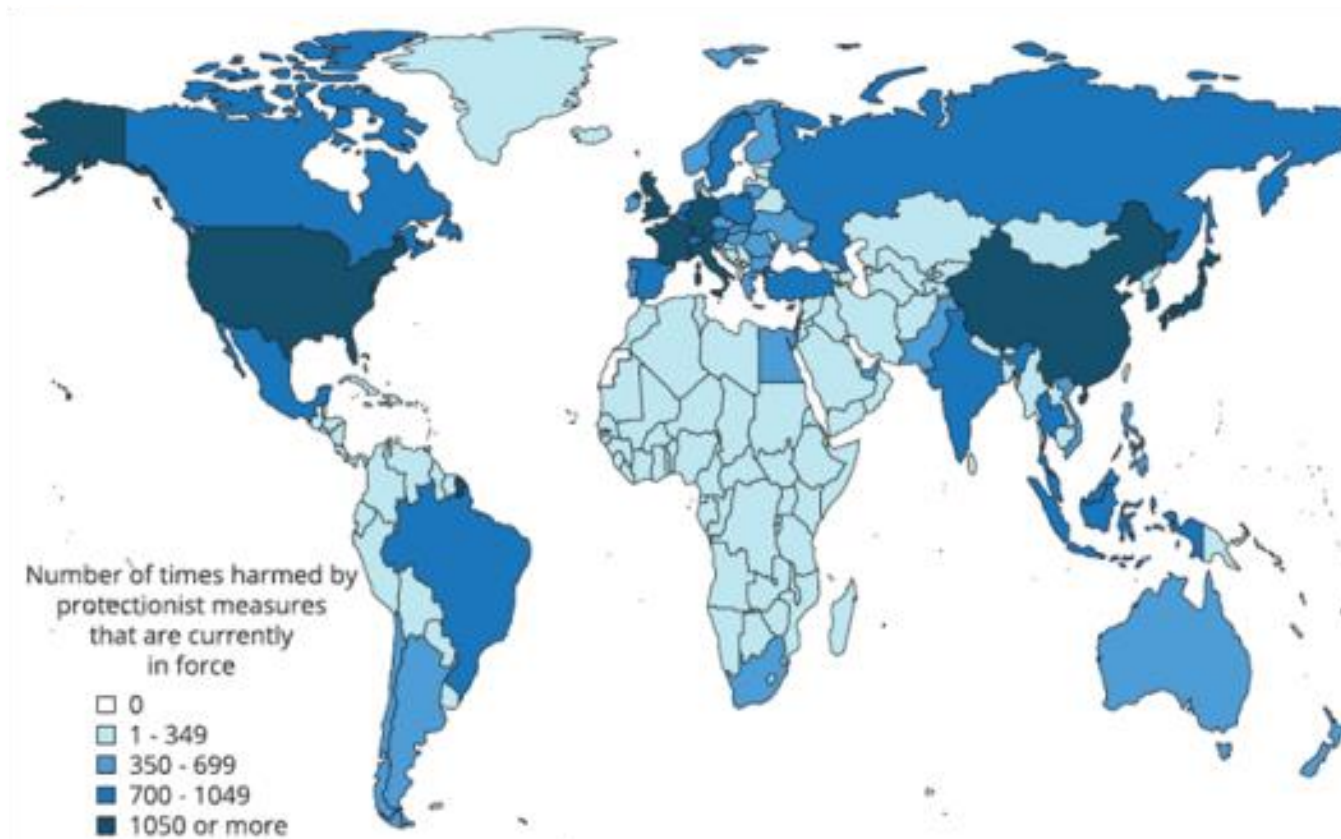 Number of times harmed by
protectionist measures
that are currently
in force
0
1 - 349
350 - 699
700 - 1049
1050 or more